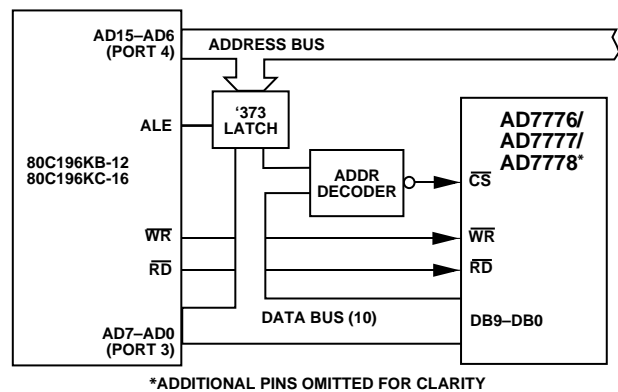 AD15–AD6
(PORT 4)
ADDRESS BUS
'373
LATCH
ALE
AD7776/
AD7777/
AD7778*
80C196KB-12
80C196KC-16
ADDR
DECODER
CS
WR
WR
RD
RD
DATA BUS (10)
DB9–DB0
AD7–AD0
(PORT 3)
*ADDITIONAL PINS OMITTED FOR CLARITY